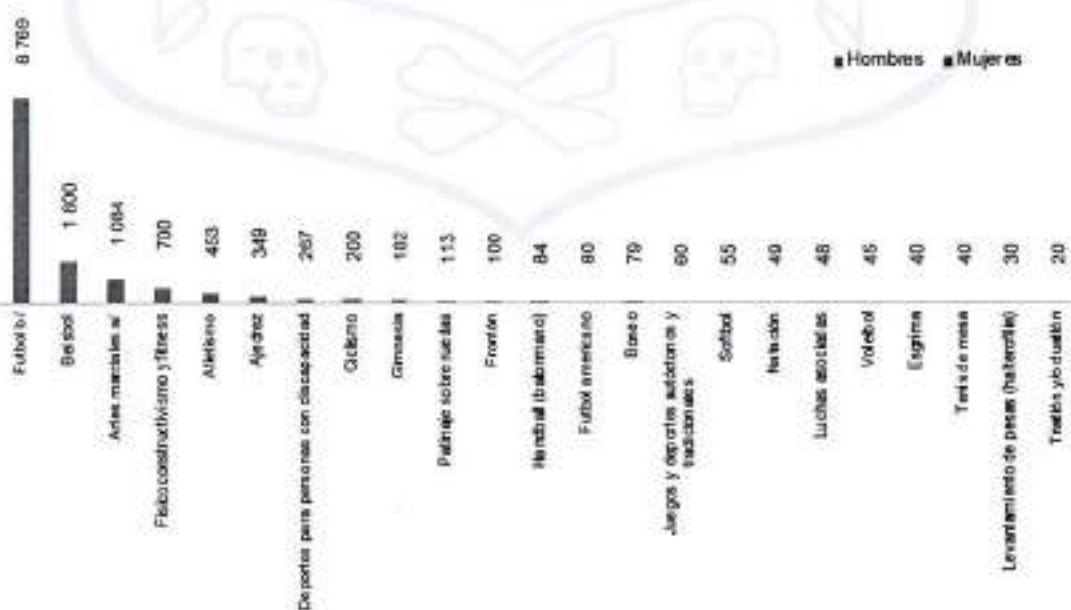 Hombres Mujeres
8 769
1 800
1 084
700
453
349
267
200
182
113
100
84
80
79
60
55
49
48
45
40
40
30
20
Futbol b/
Beisbol
Artes marciales a/
Fisicoconstructivismo y fitness
Atletismo
Ajedrez
Deportes para personas con discapacidad
Ciclismo
Gimnasia
Patinaje sobre ruedas
Frontón
Handball (balonmano)
Futbol americano
Boxeo
Juegos y deportes autóctonos y
tradicionales
Softbol
Natación
Luchas asociadas
Voleibol
Esgrima
Tenis de mesa
Levantamiento de pesas (halterofilia)
Triatlón y/o duatlón